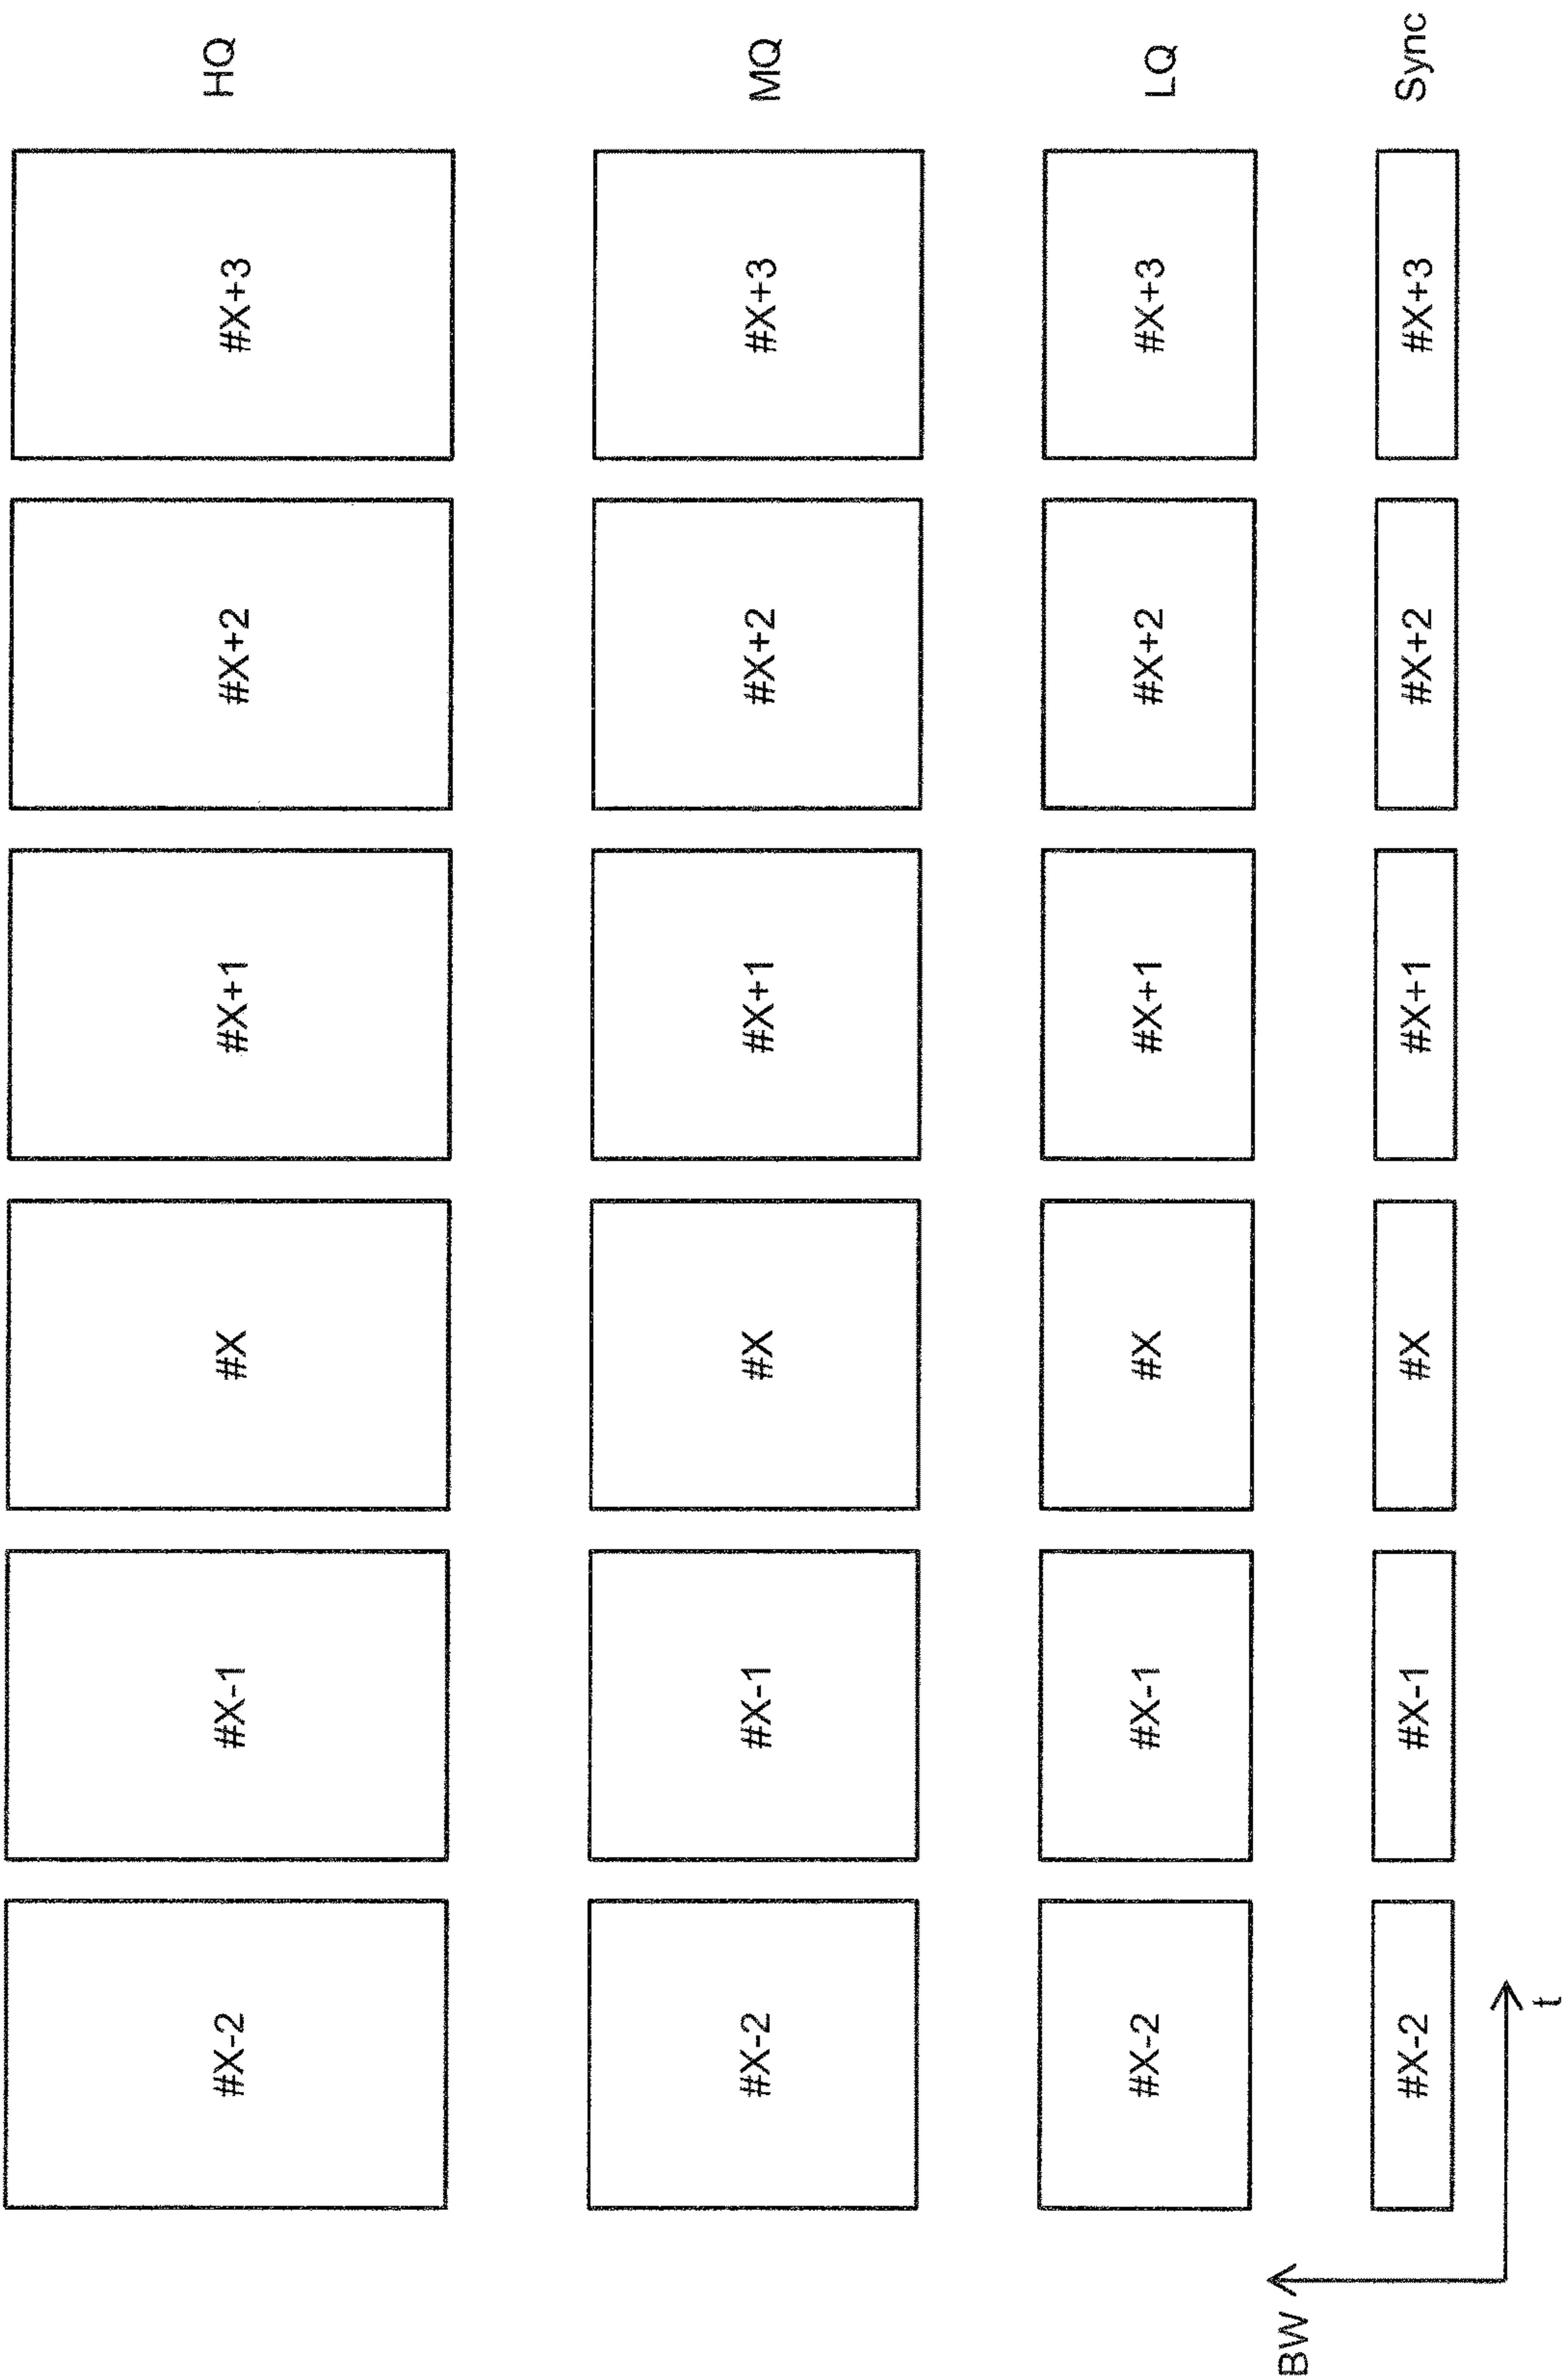 #X-2 #X-1 #X #X+1 #X+2 #X+3 HQ
#X-2 #X-1 #X #X+1 #X+2 #X+3 MQ
#X-2 #X-1 #X #X+1 #X+2 #X+3 LQ
#X-2 #X-1 #X #X+1 #X+2 #X+3 Sync
BW
t